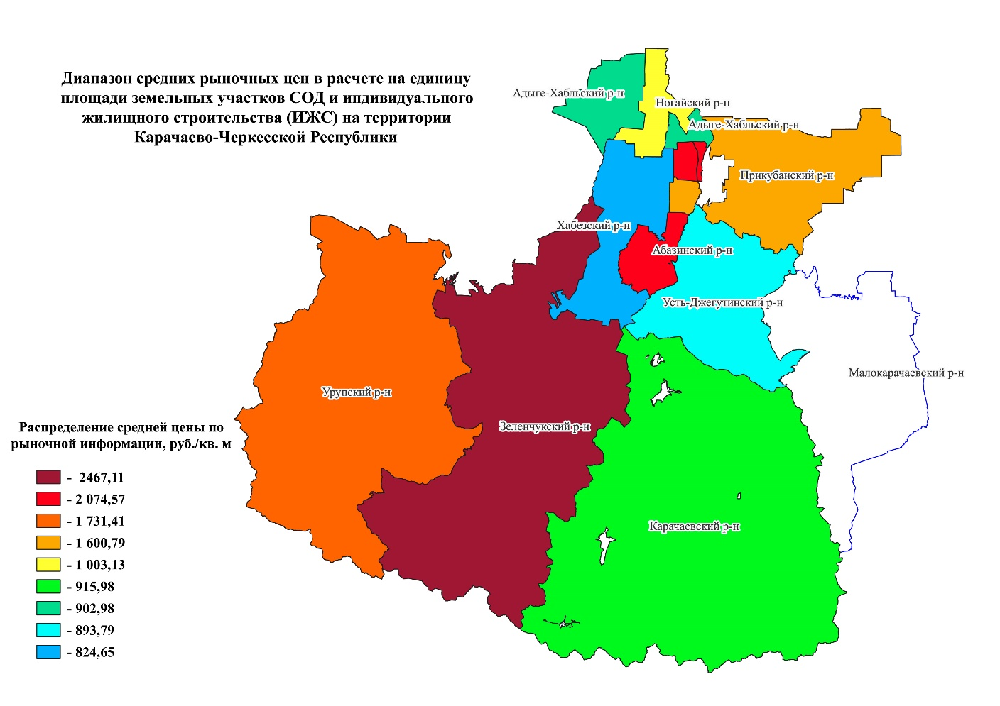 Диапазон средних рыночных цен в расчете на единицу
площади земельных участков СОД и индивидуального
жилищного строительства (ИЖС) на территории
Карачаево-Черкесской Республики
Адыге-Хабльский р-н
Ногайский р-н
Адыге-Хабльский р-н
Прикубанский р-н
Хабезский р-н
Абазинский р-н
Усть-Джегутинский р-н
Малокарачаевский р-н
Урупский р-н
Зеленчукский р-н
Карачаевский р-н
Распределение средней цены по
рыночной информации, руб./кв. м
- 2467,11
- 2 074,57
- 1 731,41
- 1 600,79
- 1 003,13
- 915,98
- 902,98
- 893,79
- 824,65